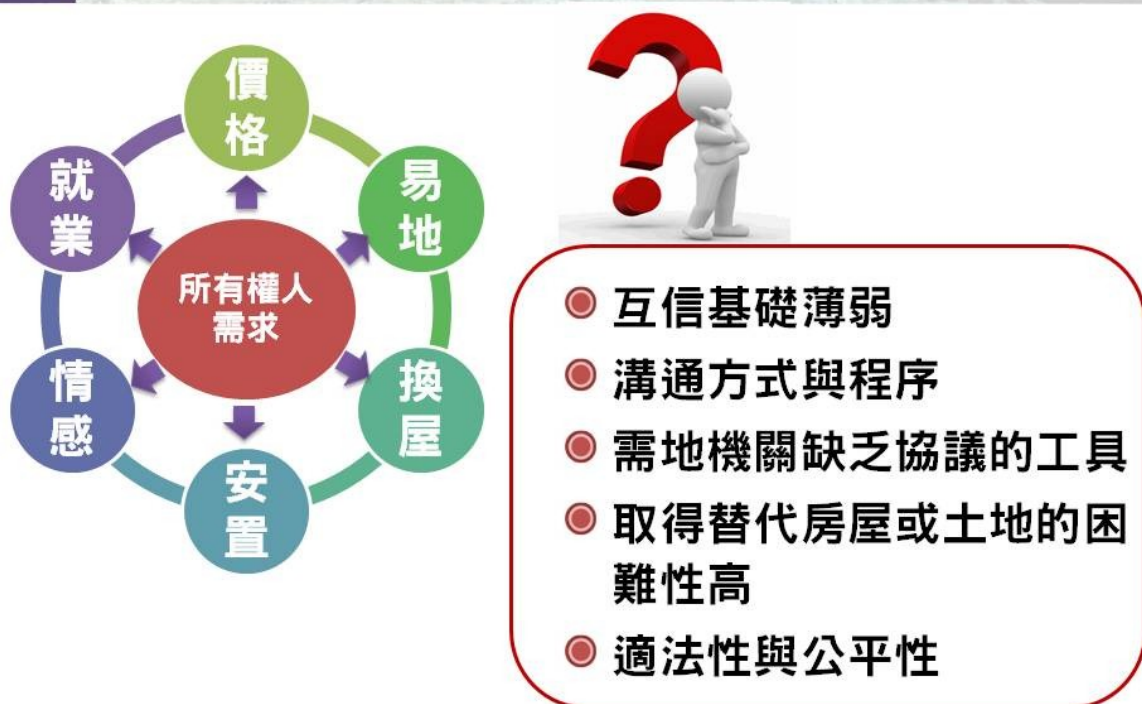 價格
易地
換屋
安置
情感
就業
所有權人
需求
互信基礎薄弱
溝通方式與程序
需地機關缺乏協議的工具
取得替代房屋或土地的困
難性高
適法性與公平性